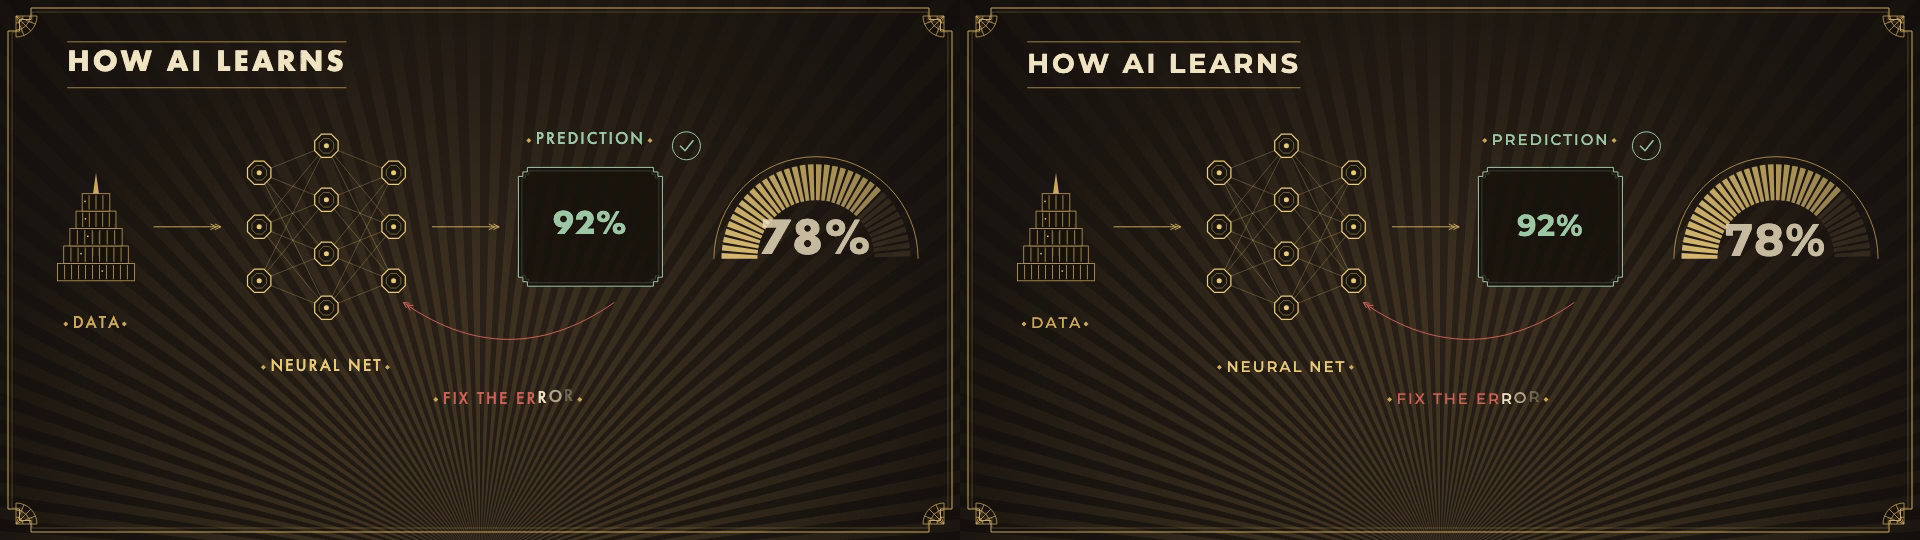 HOW AI LEARNS
PREDICTION
92%
78%
DATA
NEURAL NET
FIX THE ERROR
HOW AI LEARNS
PREDICTION
92%
78%
DATA
NEURAL NET
FIX THE ERROR